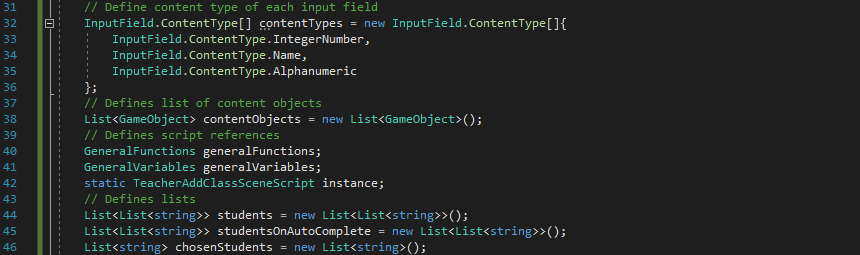 31 // Define content type of each input field
32 InputField.ContentType[] contentTypes = new InputField.ContentType[]{
33 InputField.ContentType.IntegerNumber,
34 InputField.ContentType.Name,
35 InputField.ContentType.Alphanumeric
36 };
37 // Defines list of content objects
38 List<GameObject> contentObjects = new List<GameObject>();
39 // Defines script references
40 GeneralFunctions generalFunctions;
41 GeneralVariables generalVariables;
42 static TeacherAddClassSceneScript instance;
43 // Defines lists
44 List<List<string>> students = new List<List<string>>();
45 List<List<string>> studentsOnAutoComplete = new List<List<string>>();
46 List<string> chosenStudents = new List<string>();